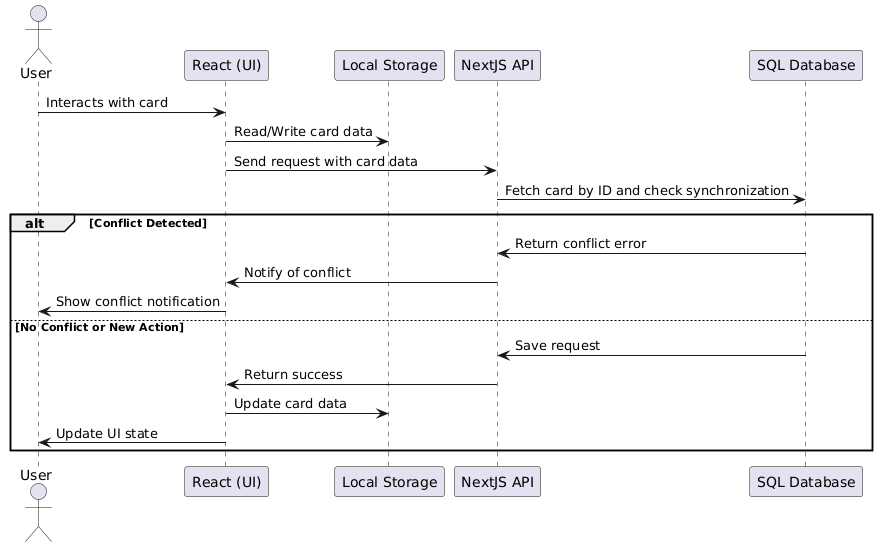 User
React (UI)
Local Storage
NextJS API
SQL Database
Interacts with card
Read/Write card data
Send request with card data
Fetch card by ID and check synchronization
alt
[Conflict Detected]
Return conflict error
Notify of conflict
Show conflict notification
[No Conflict or New Action]
Save request
Return success
Update card data
Update UI state
User
React (UI)
Local Storage
NextJS API
SQL Database